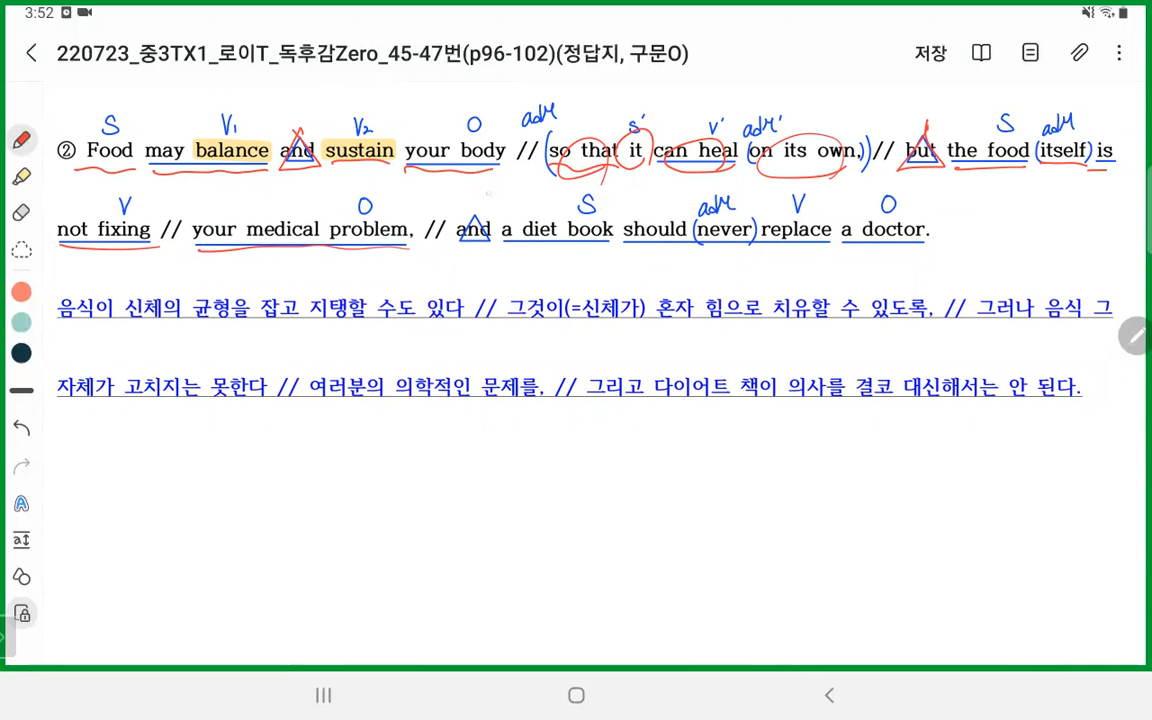 3:52
220723_중3TX1_로이T_독후감Zero_45-47번(p96-102)(정답지, 구문O)
저장
S V₁ V₂ O adv s' v' adv' S adv
② Food may balance and sustain your body // (so that it can heal (on its own,)) // but the food (itself) is
V O S adv V O
not fixing // your medical problem, // and a diet book should (never) replace a doctor.
음식이 신체의 균형을 잡고 지탱할 수도 있다 // 그것이(=신체가) 혼자 힘으로 치유할 수 있도록, // 그러나 음식 그
자체가 고치지는 못한다 // 여러분의 의학적인 문제를, // 그리고 다이어트 책이 의사를 결코 대신해서는 안 된다.